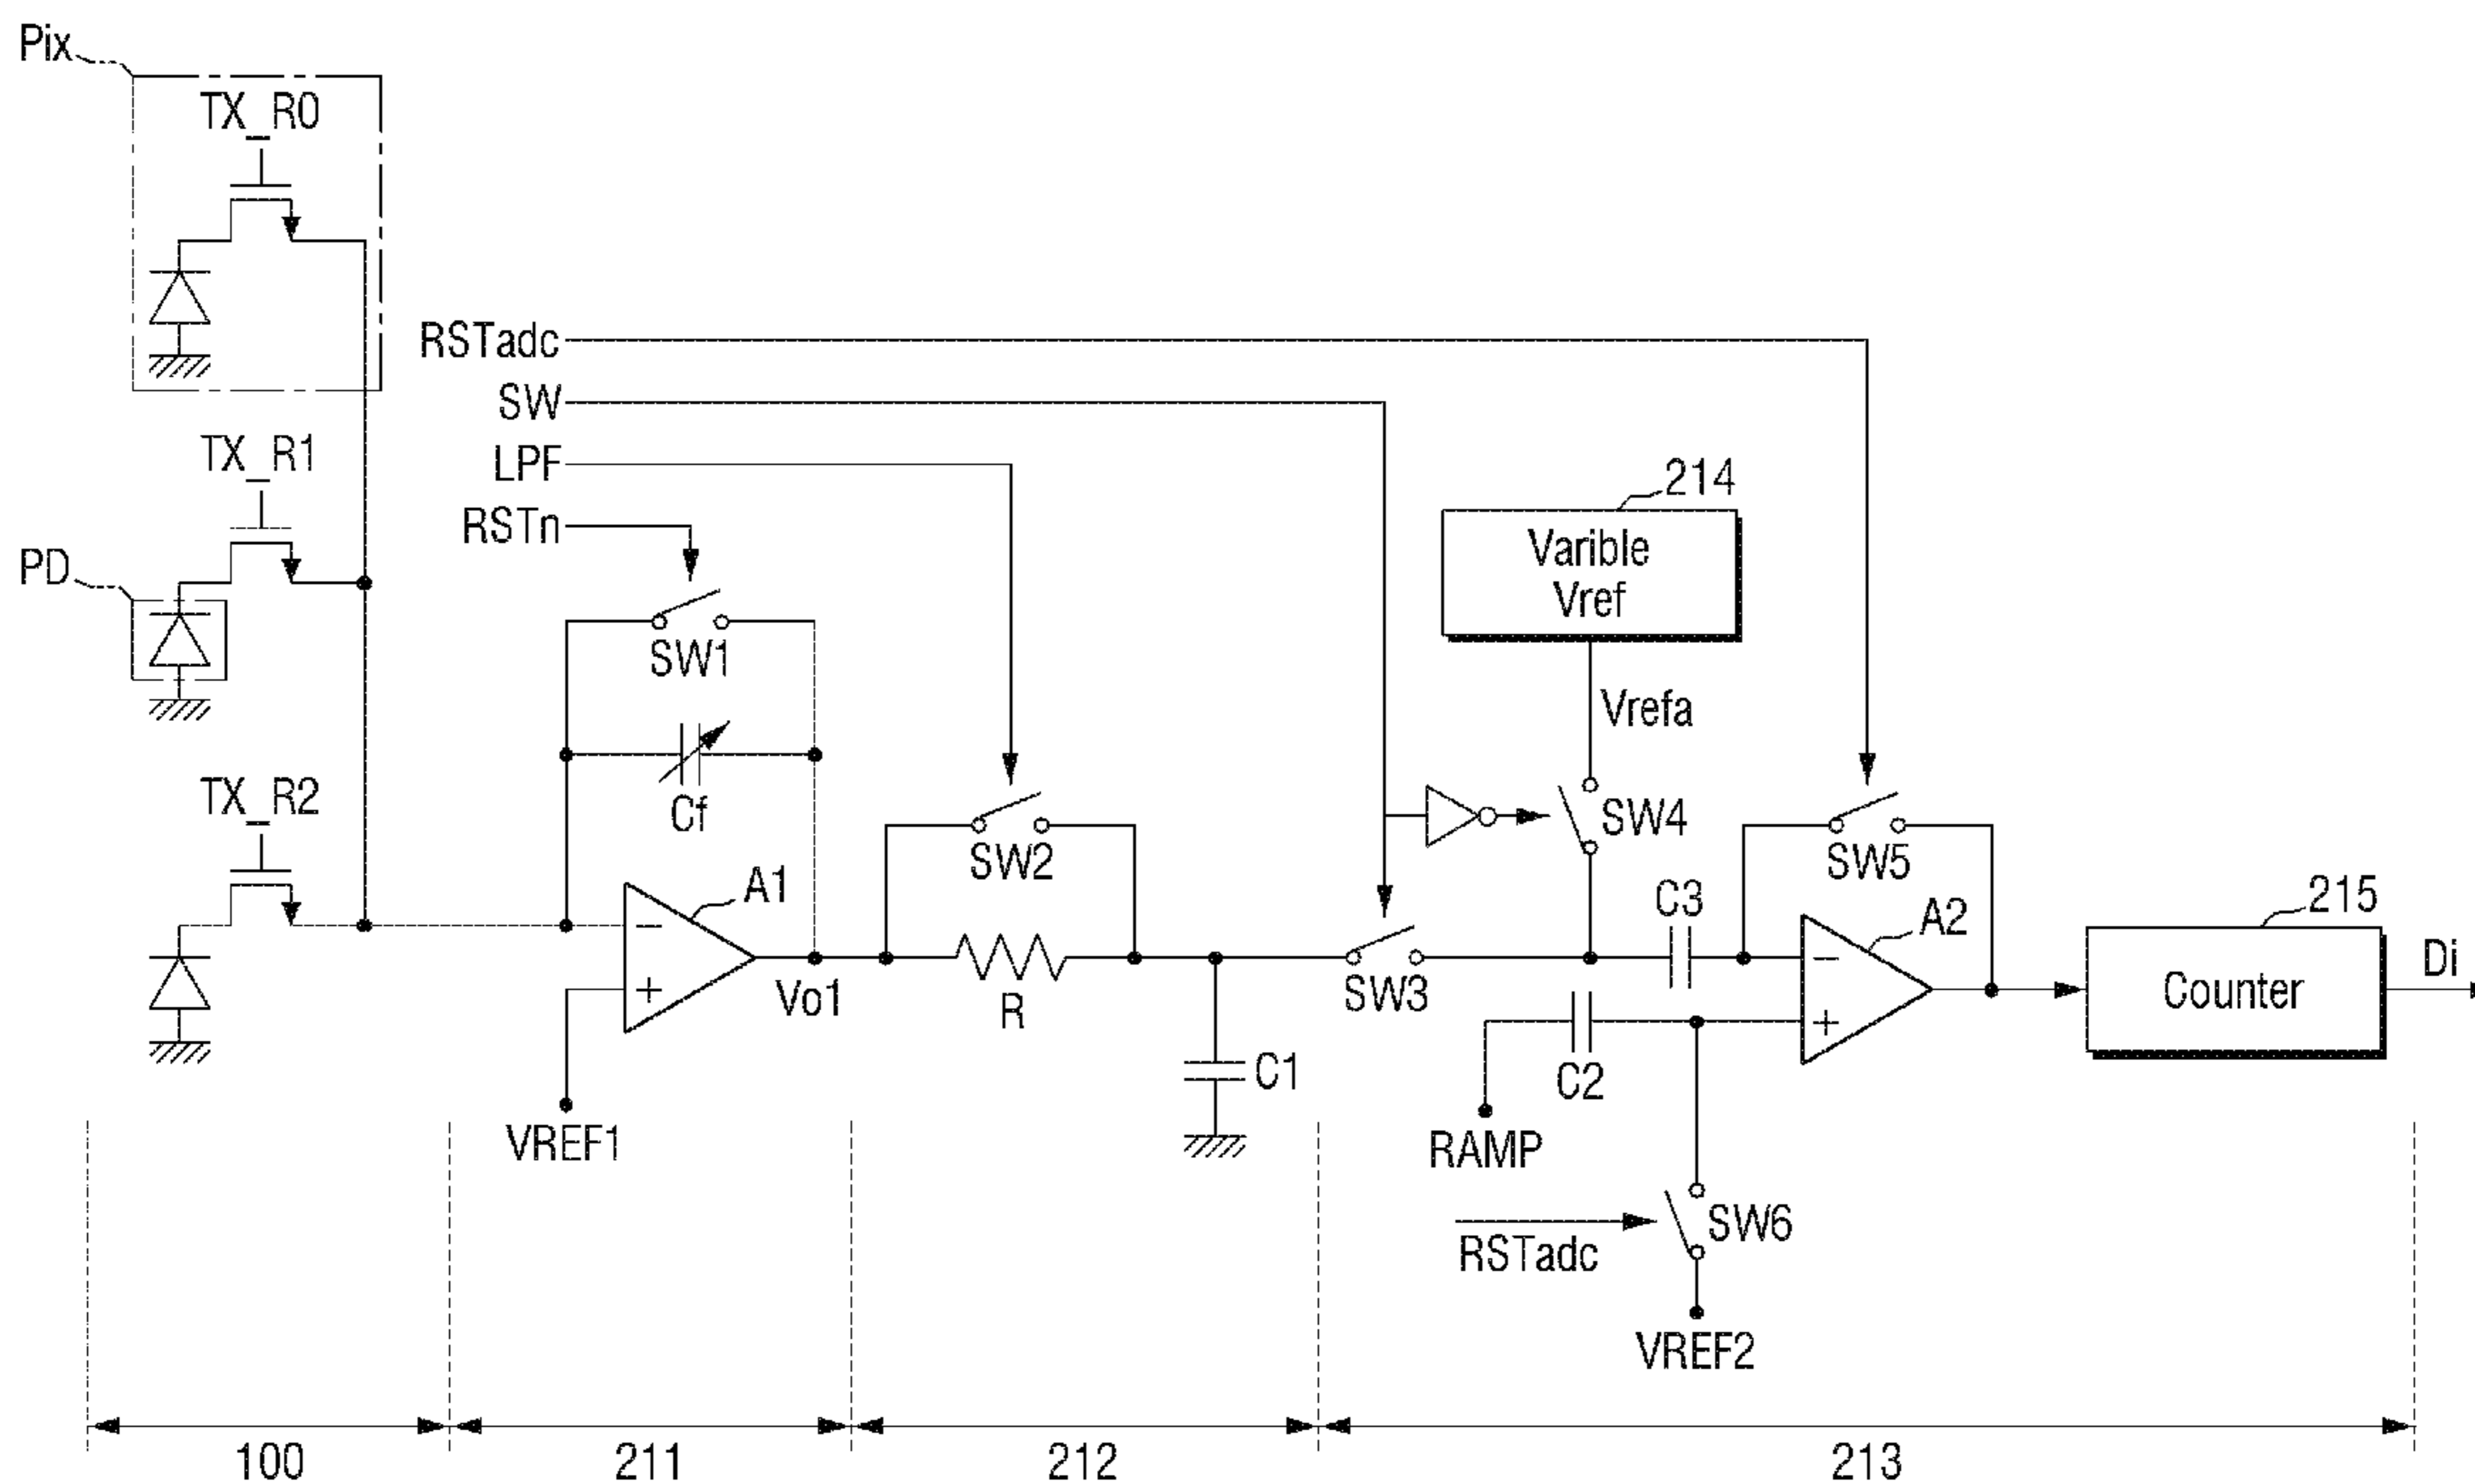 Pix
TX_R0
RSTadc
SW
TX_R1
LPF
214
RSTn
Varible
Vref
PD
SW1
Vrefa
TX_R2
Cf
SW4
SW2
SW5
A1
C3
215
A2
Di
Counter
Vo1
R
SW3
C1
C2
VREF1
RAMP
SW6
RSTadc
VREF2
100
211
212
213